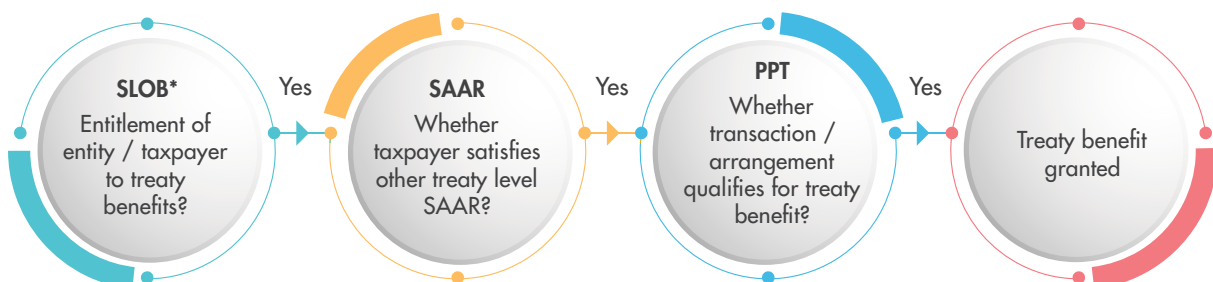 SLOB*
Entitlement of
entity / taxpayer
to treaty
benefits?
Yes
SAAR
Whether
taxpayer satisfies
other treaty level
SAAR?
Yes
PPT
Whether
transaction /
arrangement
qualifies for treaty
benefit?
Yes
Treaty benefit
granted